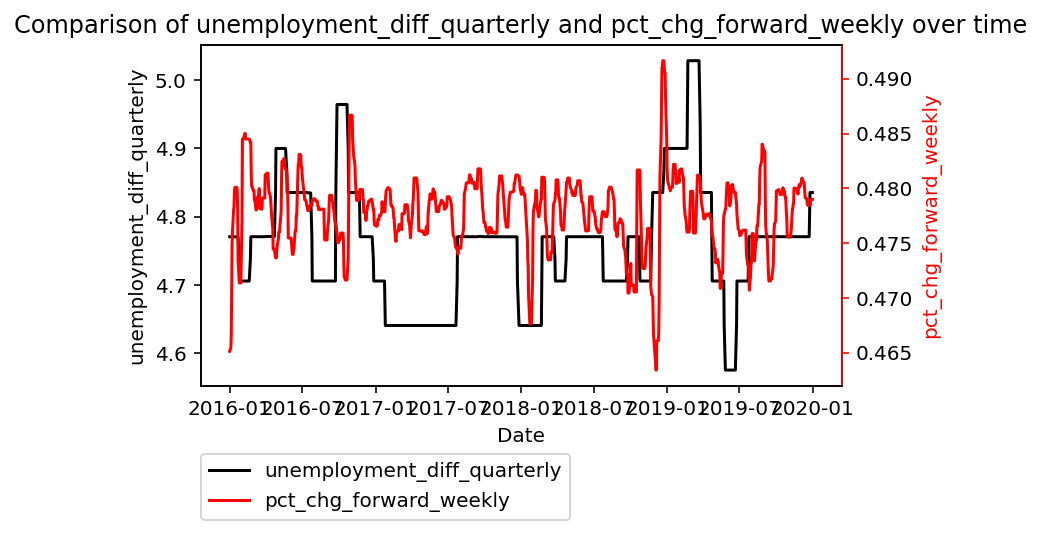 Comparison of unemployment_diff_quarterly and pct_chg_forward_weekly over time
unemployment_diff_quarterly
5.0
4.9
4.8
4.7
4.6
0.490
0.485
0.480
0.475
0.470
0.465
pct_chg_forward_weekly
2016-01 2016-07 2017-01 2017-07 2018-01 2018-07 2019-01 2019-07 2020-01
Date
unemployment_diff_quarterly
pct_chg_forward_weekly